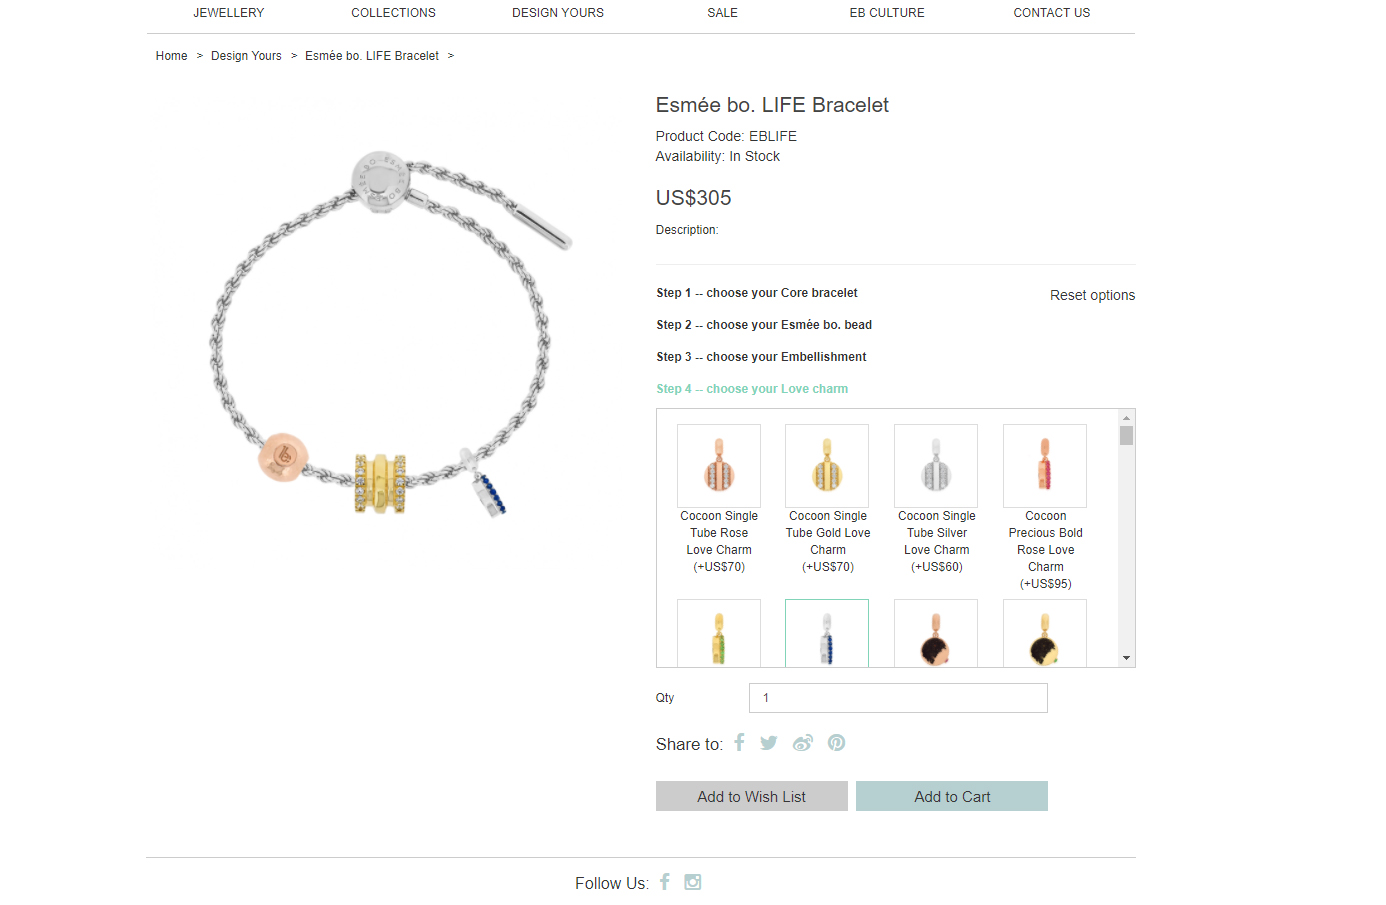 JEWELLERY COLLECTIONS DESIGN YOURS SALE EB CULTURE CONTACT US
Home > Design Yours > Esmée bo. LIFE Bracelet >
Esmée bo. LIFE Bracelet
Product Code: EBLIFE
Availability: In Stock
US$305
Description:
Step 1 -- choose your Core bracelet
Reset options
Step 2 -- choose your Esmée bo. bead
Step 3 -- choose your Embellishment
Step 4 -- choose your Love charm
Cocoon Single
Tube Rose
Love Charm
(+US$70)
Cocoon Single
Tube Gold Love
Charm
(+US$70)
Cocoon Single
Tube Silver
Love Charm
(+US$60)
Cocoon
Precious Bold
Rose Love
Charm
(+US$95)
Qty 1
Share to:
Add to Wish List Add to Cart
Follow Us: